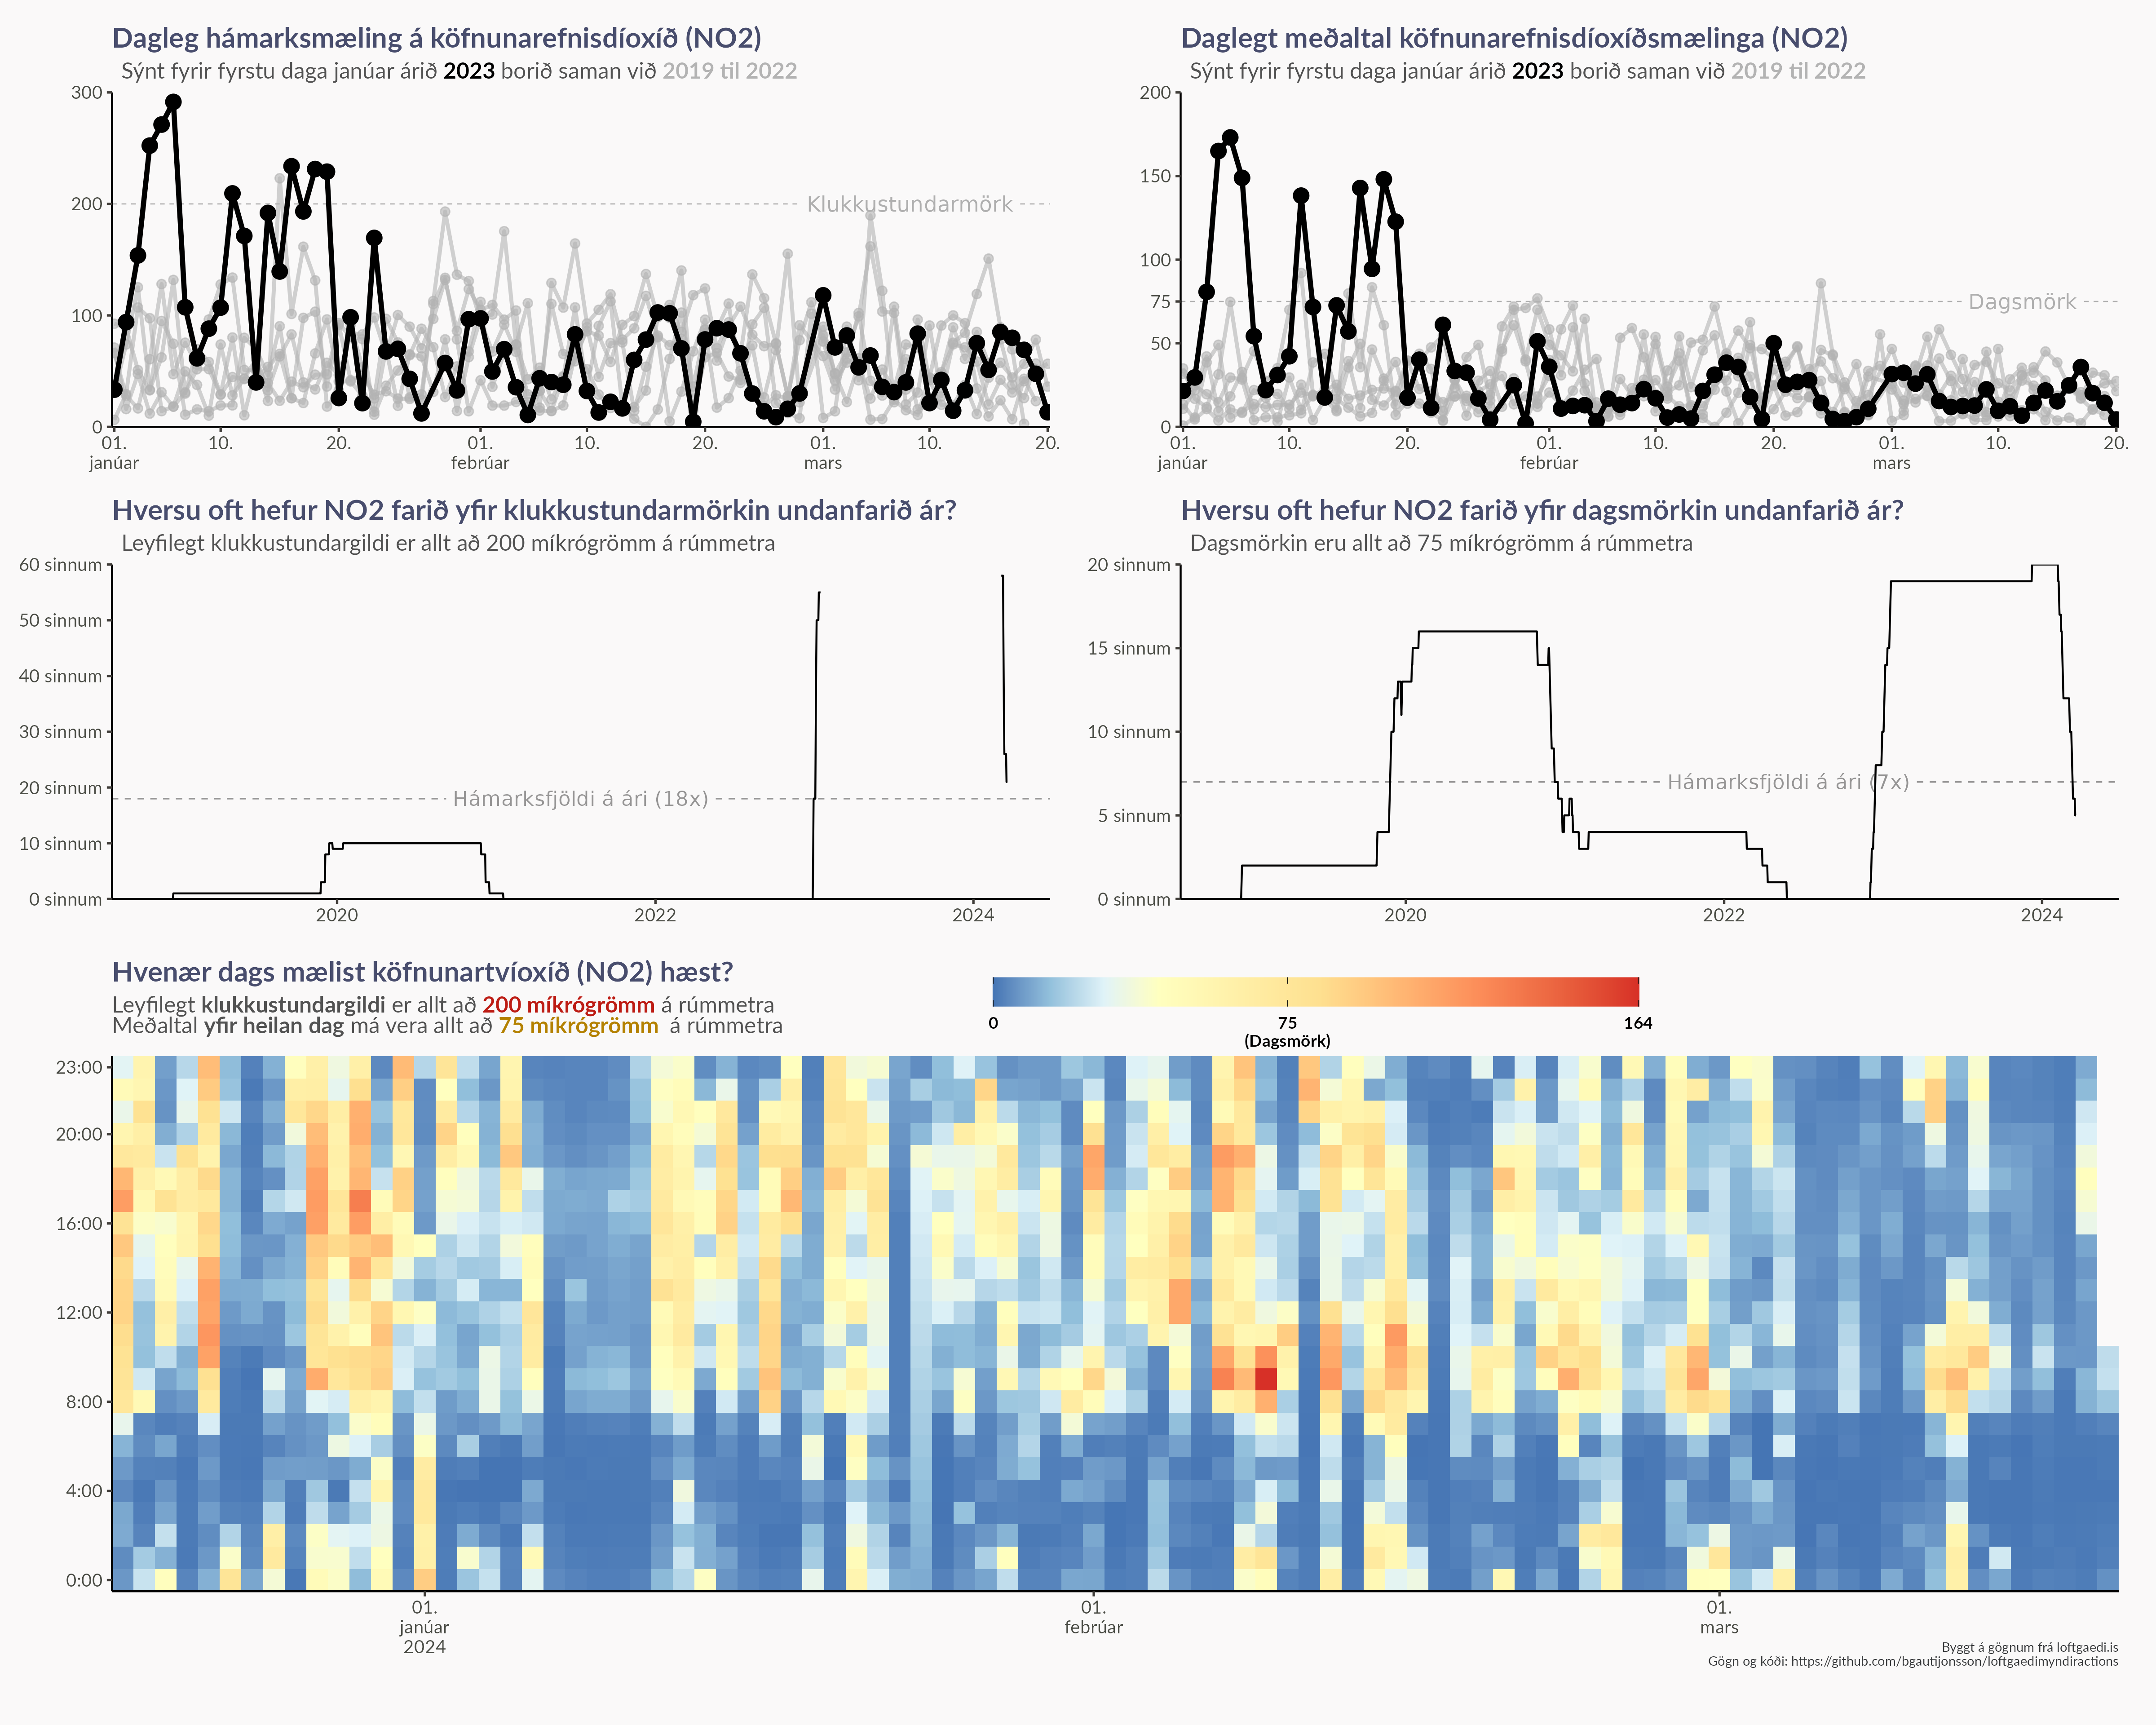 Dagleg hámarksmæling á köfnunarefnisdíoxíð (NO2)
Sýnt fyrir fyrstu daga janúar árið 2023 borið saman við 2019 til 2022
300
200
100
0
Klukkustundarmörk
01.
janúar
10.
20.
01.
febrúar
10.
20.
01.
mars
10.
20.
Daglegt meðaltal köfnunarefnisdíoxíðsmælinga (NO2)
Sýnt fyrir fyrstu daga janúar árið 2023 borið saman við 2019 til 2022
200
150
100
75
50
0
Dagsmörk
01.
janúar
10.
20.
01.
febrúar
10.
20.
01.
mars
10.
20.
Hversu oft hefur NO2 farið yfir klukkustundarmörkin undanfarið ár?
Leyfilegt klukkustundargildi er allt að 200 míkrógrömm á rúmmetra
60 sinnum
50 sinnum
40 sinnum
30 sinnum
20 sinnum
10 sinnum
0 sinnum
Hámarksfjöldi á ári (18x)
2020
2022
2024
Hversu oft hefur NO2 farið yfir dagsmörkin undanfarið ár?
Dagsmörkin eru allt að 75 míkrógrömm á rúmmetra
20 sinnum
15 sinnum
10 sinnum
5 sinnum
0 sinnum
Hámarksfjöldi á ári (7x)
2020
2022
2024
Hvenær dags mælist köfnunartvíoxíð (NO2) hæst?
Leyfilegt klukkustundargildi er allt að 200 míkrógrömm á rúmmetra
Meðaltal yfir heilan dag má vera allt að 75 míkrógrömm á rúmmetra
0
75
(Dagsmörk)
164
23:00
20:00
16:00
12:00
8:00
4:00
0:00
01.
janúar
2024
01.
febrúar
01.
mars
Byggt á gögnum frá loftgaedi.is
Gögn og kóði: https://github.com/bgautijonsson/loftgaedimyndiractions